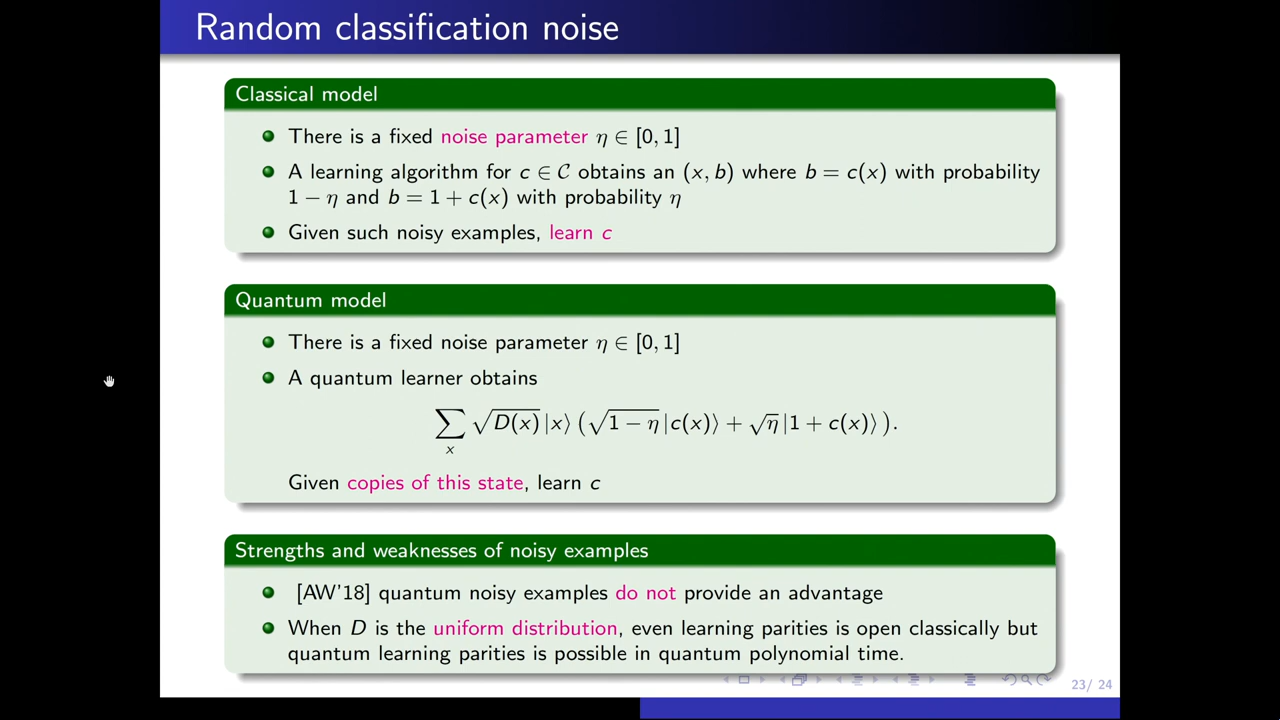 Random classification noise
Classical model
There is a fixed noise parameter η ∈ [0, 1]
A learning algorithm for c ∈ 𝒞 obtains an (x, b) where b = c(x) with probability
1 − η and b = 1 + c(x) with probability η
Given such noisy examples, learn c
Quantum model
There is a fixed noise parameter η ∈ [0, 1]
A quantum learner obtains
∑ₓ √D(x) |x⟩ (√1 − η |c(x)⟩ + √η |1 + c(x)⟩).
Given copies of this state, learn c
Strengths and weaknesses of noisy examples
[AW'18] quantum noisy examples do not provide an advantage
When D is the uniform distribution, even learning parities is open classically but
quantum learning parities is possible in quantum polynomial time.
23/ 24